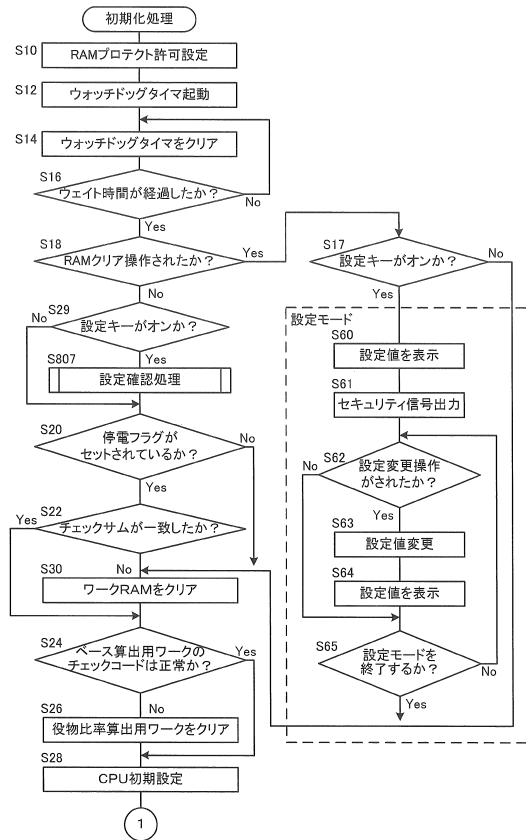 初期化処理
S10
RAMプロテクト許可設定
S12
ウォッチドッグタイマ起動
S14
ウォッチドッグタイマをクリア
S16
ウェイト時間が経過したか？
No
Yes
S18
RAMクリア操作されたか？
Yes
No
S29
No
設定キーがオンか？
Yes
S807
設定確認処理
S20
停電フラグが
セットされているか？
No
Yes
S22
Yes
チェックサムが一致したか？
No
S30
ワークRAMをクリア
S24
ベース算出用ワークの
チェックコードは正常か？
Yes
No
S26
役物比率算出用ワークをクリア
S28
CPU初期設定
1
S17
設定キーがオンか？
No
Yes
設定モード
S60
設定値を表示
S61
セキュリティ信号出力
No
S62
設定変更操作
がされたか？
Yes
S63
設定値変更
S64
設定値を表示
S65
設定モードを
終了するか？
No
Yes